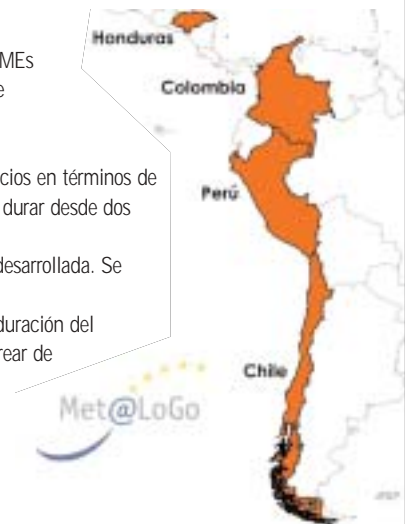 Honduras
MEs
e
Colombia
cios en términos de
durar desde dos
Perú
desarrollada. Se
duración del
rear de
Chile
Met@LoGo